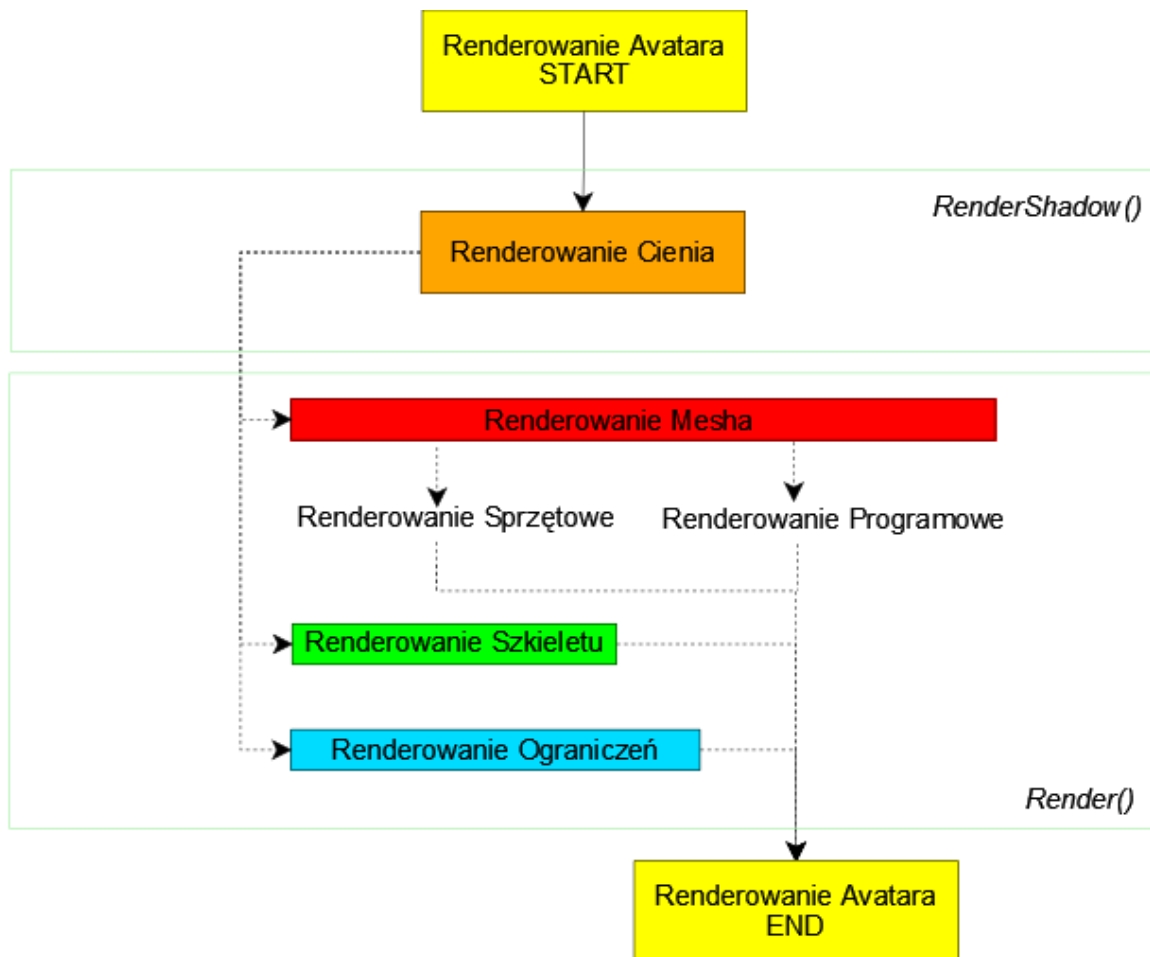 Renderowanie Avatara
START
RenderShadow()
Renderowanie Cienia
Renderowanie Mesha
Renderowanie Sprzętowe
Renderowanie Programowe
Renderowanie Szkieletu
Renderowanie Ograniczeń
Render()
Renderowanie Avatara
END